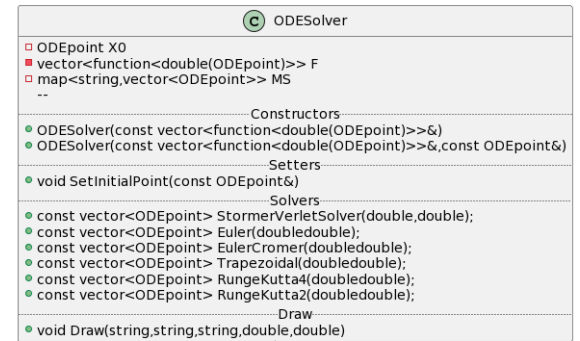 C ODESolver
ODEpoint X0
vector<function<double(ODEpoint)>> F
map<string,vector<ODEpoint>> MS
--
Constructors
ODESolver(const vector<function<double(ODEpoint)>>&)
ODESolver(const vector<function<double(ODEpoint)>>&,const ODEpoint&)
Setters
void SetInitialPoint(const ODEpoint&)
Solvers
const vector<ODEpoint> StormerVerletSolver(double,double);
const vector<ODEpoint> Euler(doubledouble);
const vector<ODEpoint> EulerCromer(doubledouble);
const vector<ODEpoint> Trapezoidal(doubledouble);
const vector<ODEpoint> RungeKutta4(doubledouble);
const vector<ODEpoint> RungeKutta2(doubledouble);
Draw
void Draw(string,string,string,double,double)